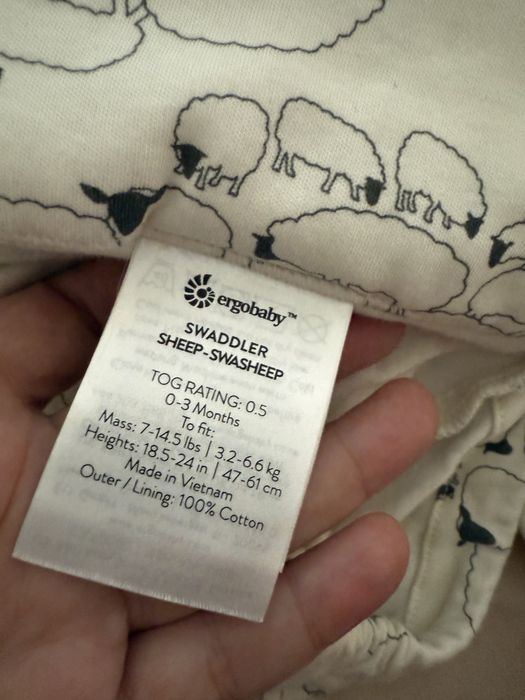 ergobaby™
SWADDLER
SHEEP-SWASHEEP
TOG RATING: 0.5
0-3 Months
To fit:
Mass: 7-14.5 lbs | 3.2-6.6 kg
Heights: 18.5-24 in | 47-61 cm
Made in Vietnam
Outer / Lining: 100% Cotton